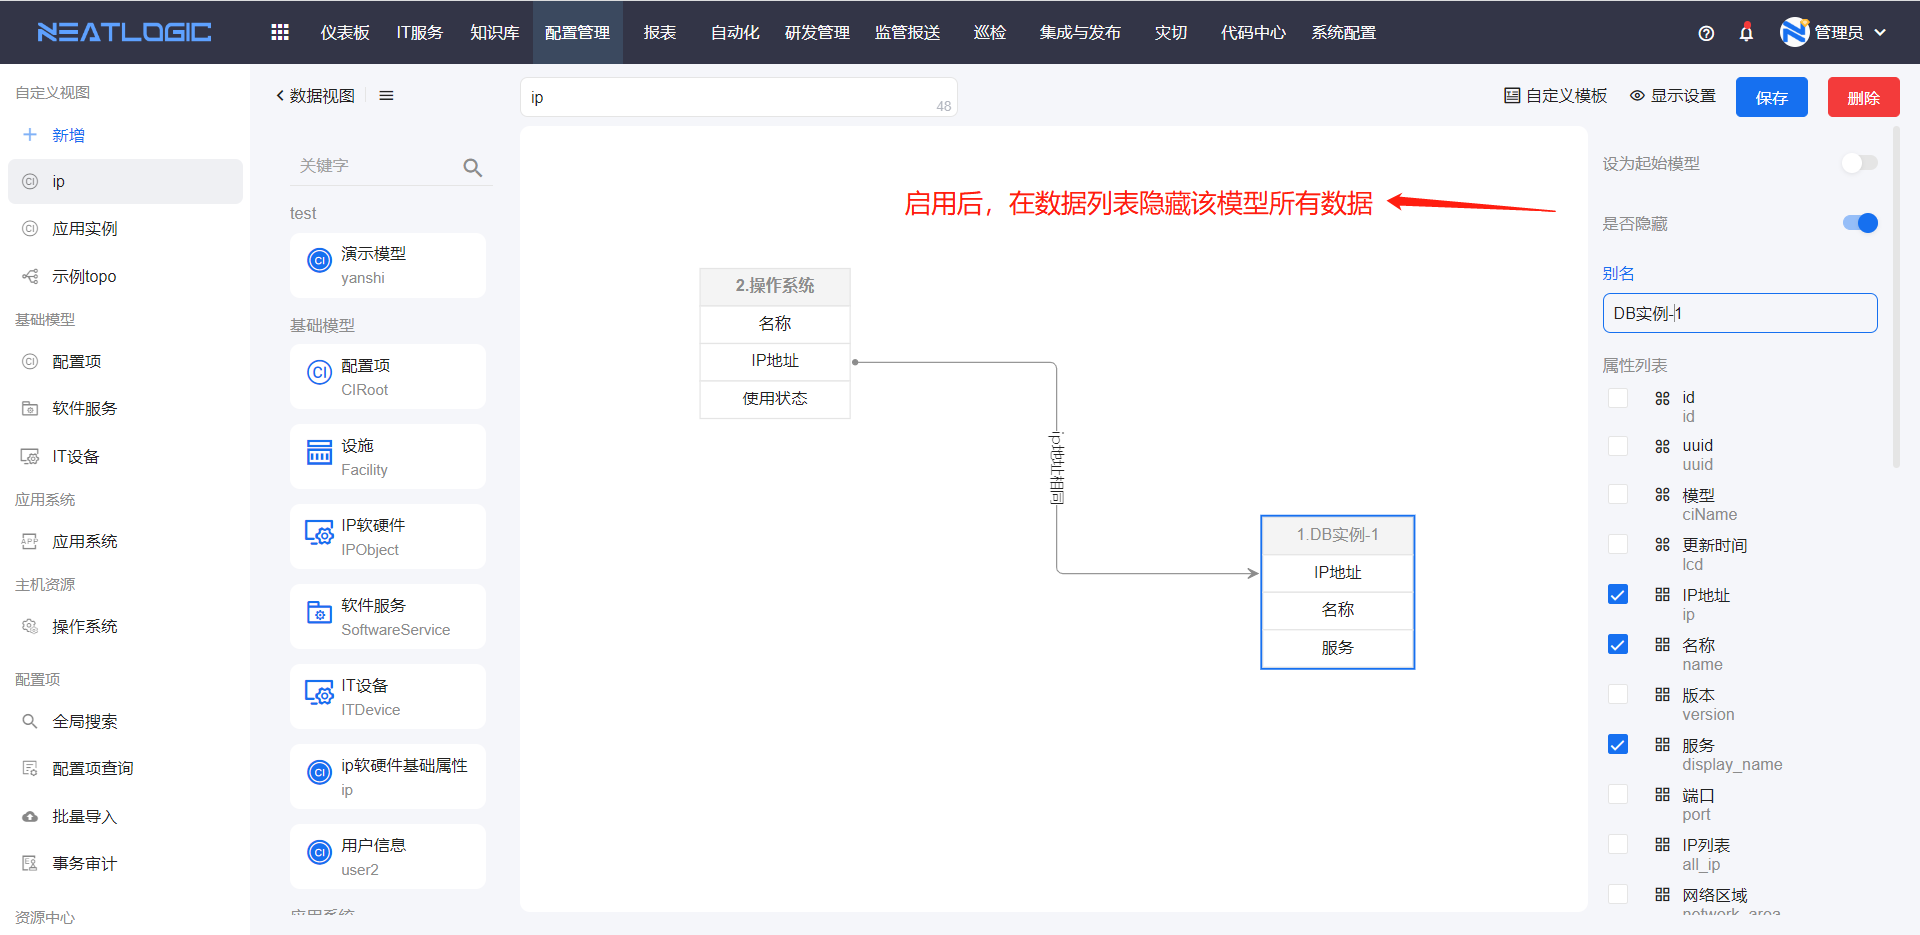 NEATLOGIC
仪表板 IT服务 知识库 配置管理 报表 自动化 研发管理 监管报送 巡检 集成与发布 灾切 代码中心 系统配置
管理员
自定义视图
新增
ip
应用实例
示例topo
基础模型
配置项
软件服务
IT设备
应用系统
应用系统
主机资源
操作系统
配置项
全局搜索
配置项查询
批量导入
事务审计
资源中心
数据视图
ip
48
自定义模板
显示设置
保存
删除
关键字
test
演示模型
yanshi
基础模型
配置项
CIRoot
设施
Facility
IP软硬件
IPObject
软件服务
SoftwareService
IT设备
ITDevice
ip软硬件基础属性
ip
用户信息
user2
应用系统
启用后，在数据列表隐藏该模型所有数据
2.操作系统
名称
IP地址
使用状态
ip地址相同
1.DB实例-1
IP地址
名称
服务
设为起始模型
是否隐藏
别名
DB实例-1
属性列表
id
id
uuid
uuid
模型
ciName
更新时间
lcd
IP地址
ip
名称
name
版本
version
服务
display_name
端口
port
IP列表
all_ip
网络区域
network_area